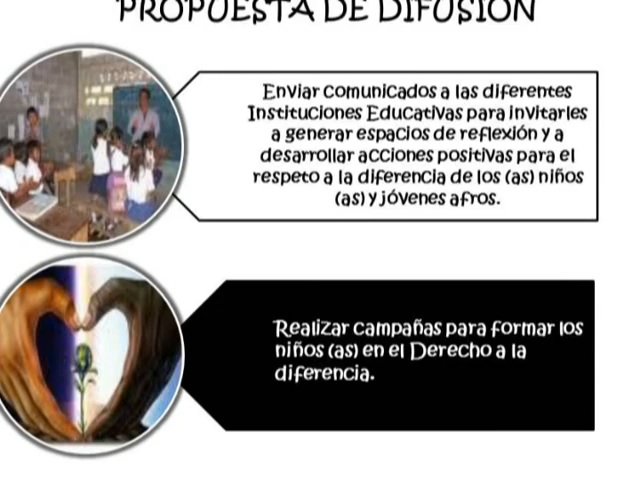 PROPUESTA DE DIFUSIÓN
Enviar comunicados a las diferentes
Instituciones Educativas para invitarles
a generar espacios de reflexión y a
desarrollar acciones positivas para el
respeto a la diferencia de los (as) niños
(as) y jóvenes afros.
Realizar campañas para formar los
niños (as) en el Derecho a la
diferencia.